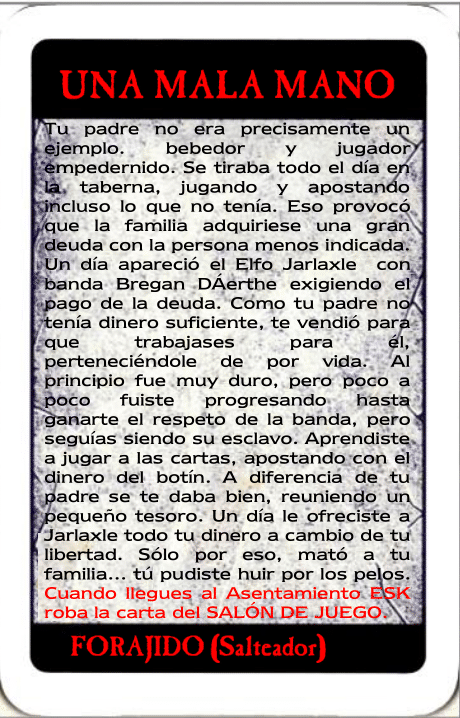 UNA MALA MANO
Tu padre no era precisamente un
ejemplo. bebedor y jugador
empedernido. Se tiraba todo el día en
la taberna, jugando y apostando
incluso lo que no tenía. Eso provocó
que la familia adquiriese una gran
deuda con la persona menos indicada.
Un día apareció el Elfo Jarlaxle con
banda Bregan DÁerthe exigiendo el
pago de la deuda. Como tu padre no
tenía dinero suficiente, te vendió para
que trabajases para él,
perteneciéndole de por vida. Al
principio fue muy duro, pero poco a
poco fuiste progresando hasta
ganarte el respeto de la banda, pero
seguías siendo su esclavo. Aprendiste
a jugar a las cartas, apostando con el
dinero del botín. A diferencia de tu
padre se te daba bien, reuniendo un
pequeño tesoro. Un día le ofreciste a
Jarlaxle todo tu dinero a cambio de tu
libertad. Sólo por eso, mató a tu
familia... tú pudiste huir por los pelos.
Cuando llegues al Asentamiento ESK
roba la carta del SALÓN DE JUEGO.
FORAJIDO (Salteador)